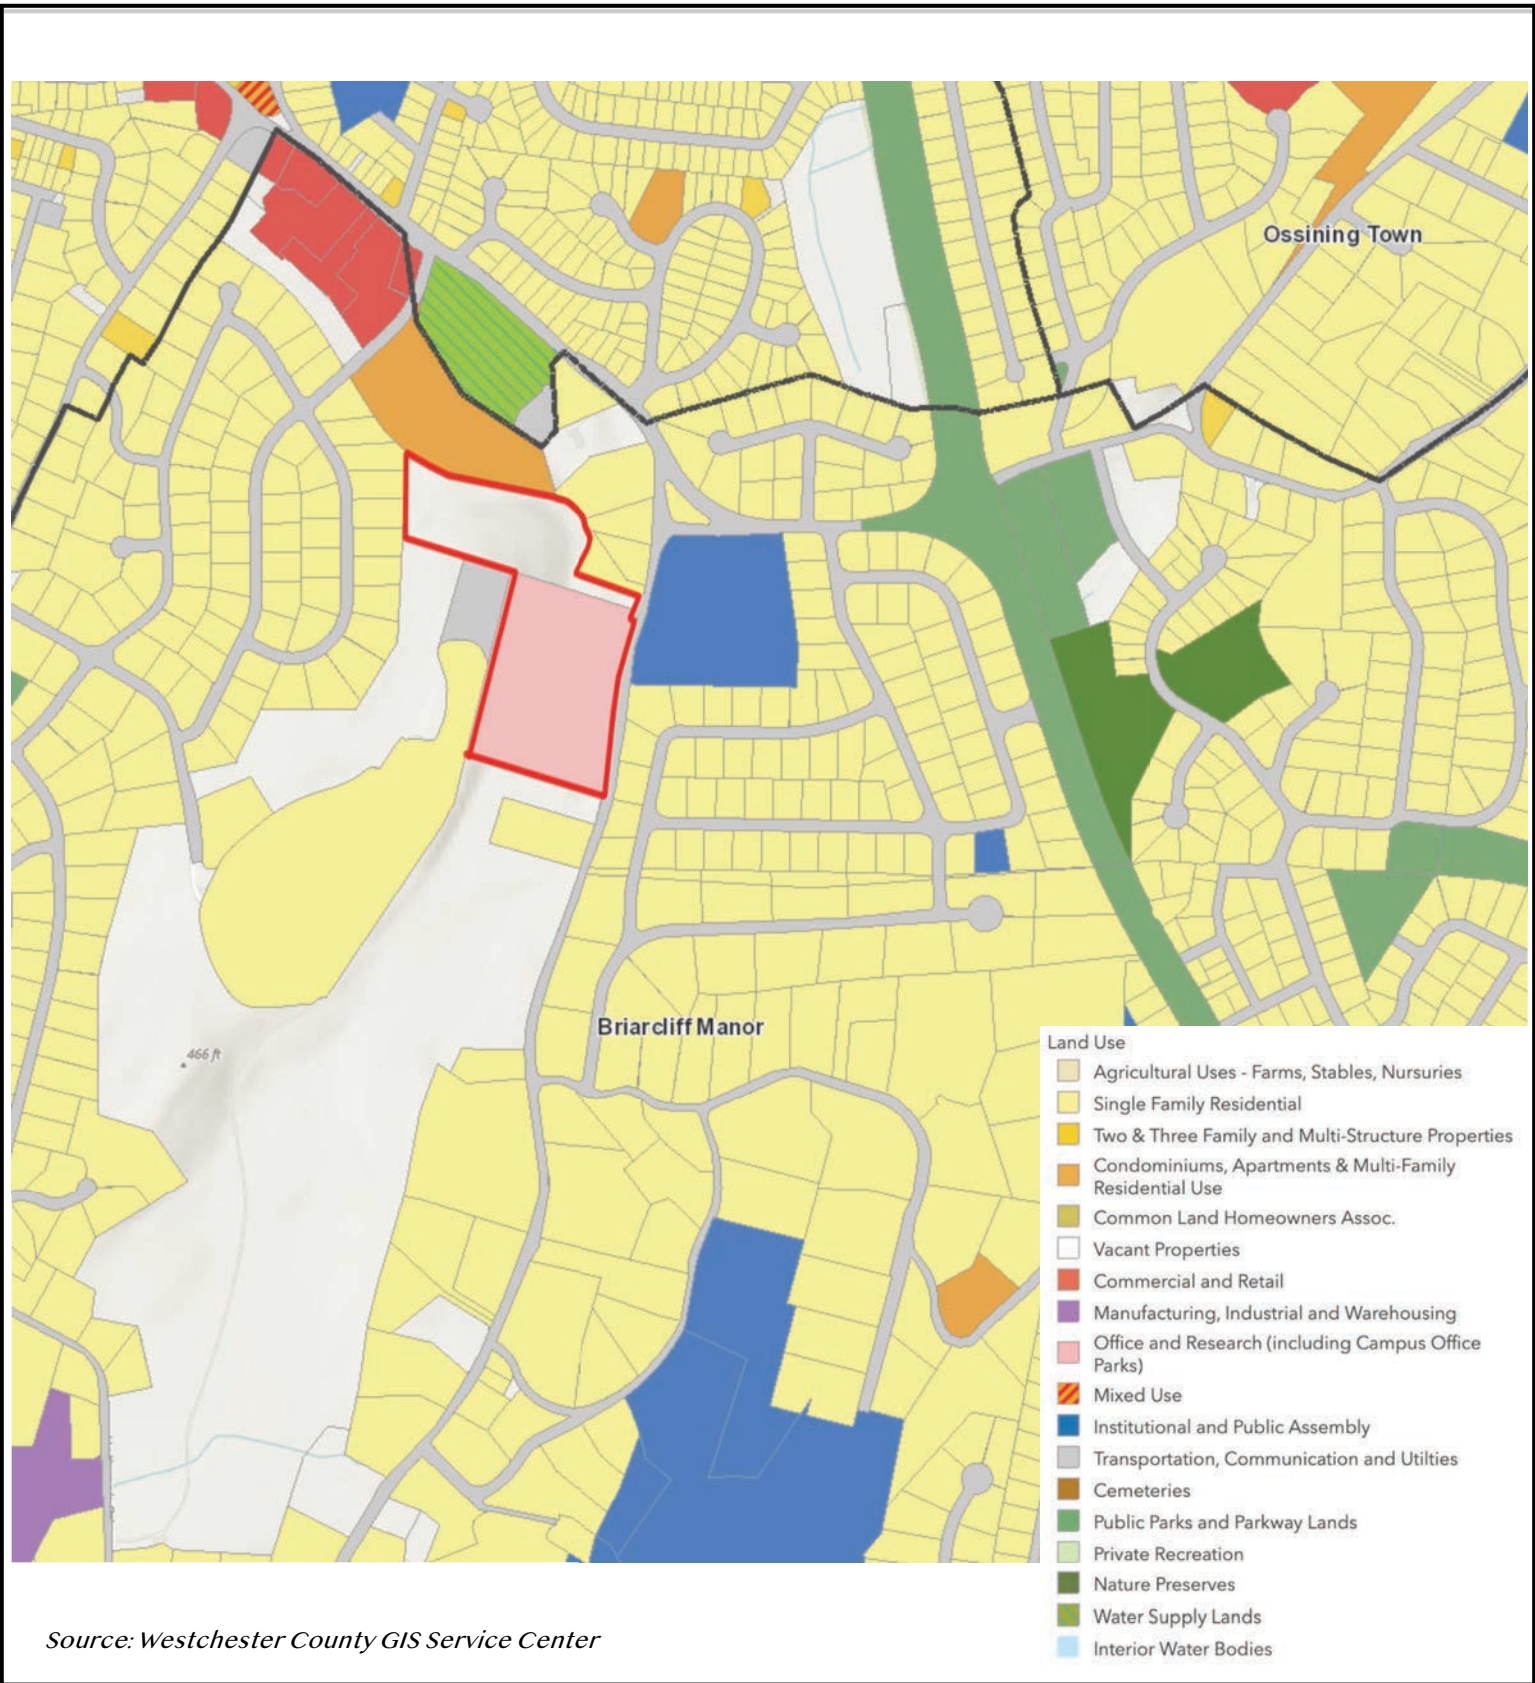 Ossining Town
Briarcliff Manor
466 ft
Land Use
Agricultural Uses - Farms, Stables, Nursuries
Single Family Residential
Two & Three Family and Multi-Structure Properties
Condominiums, Apartments & Multi-Family
Residential Use
Common Land Homeowners Assoc.
Vacant Properties
Commercial and Retail
Manufacturing, Industrial and Warehousing
Office and Research (including Campus Office
Parks)
Mixed Use
Institutional and Public Assembly
Transportation, Communication and Utilties
Cemeteries
Public Parks and Parkway Lands
Private Recreation
Nature Preserves
Water Supply Lands
Interior Water Bodies
Source: Westchester County GIS Service Center